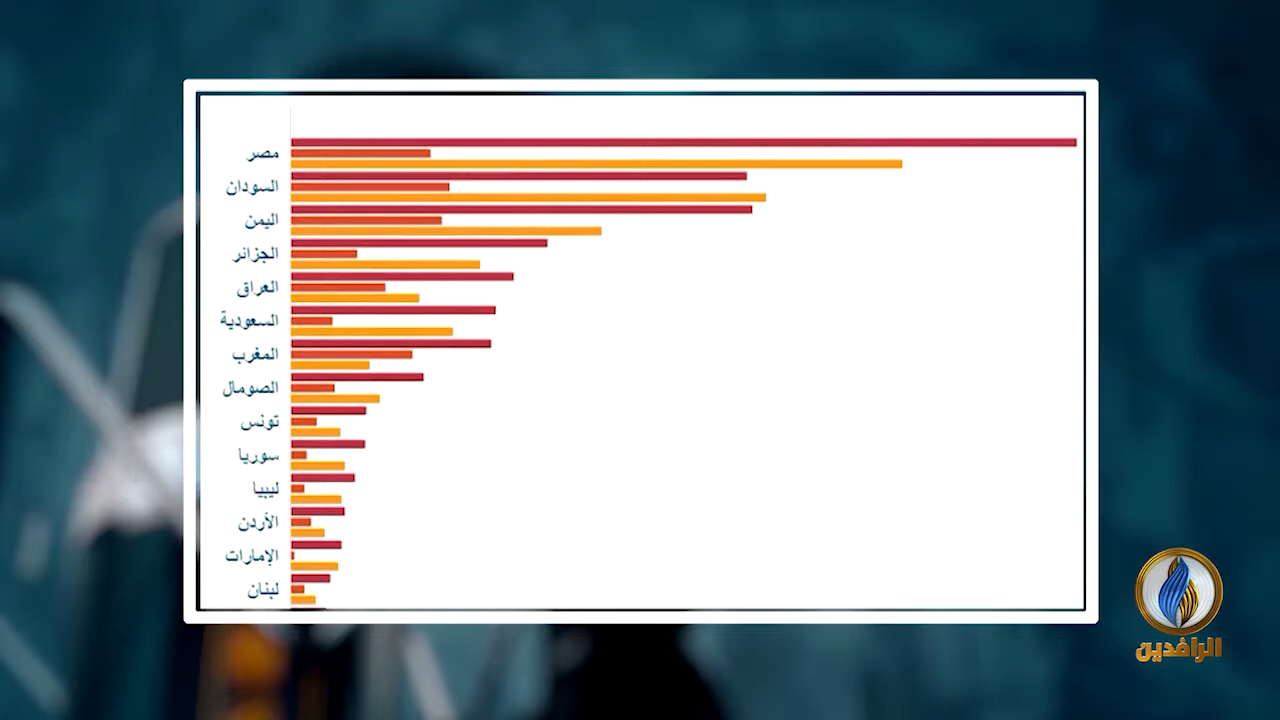 مصر
السودان
اليمن
الجزائر
العراق
السعودية
المغرب
الصومال
تونس
سوريا
ليبيا
الأردن
الإمارات
لبنان
الرافدين